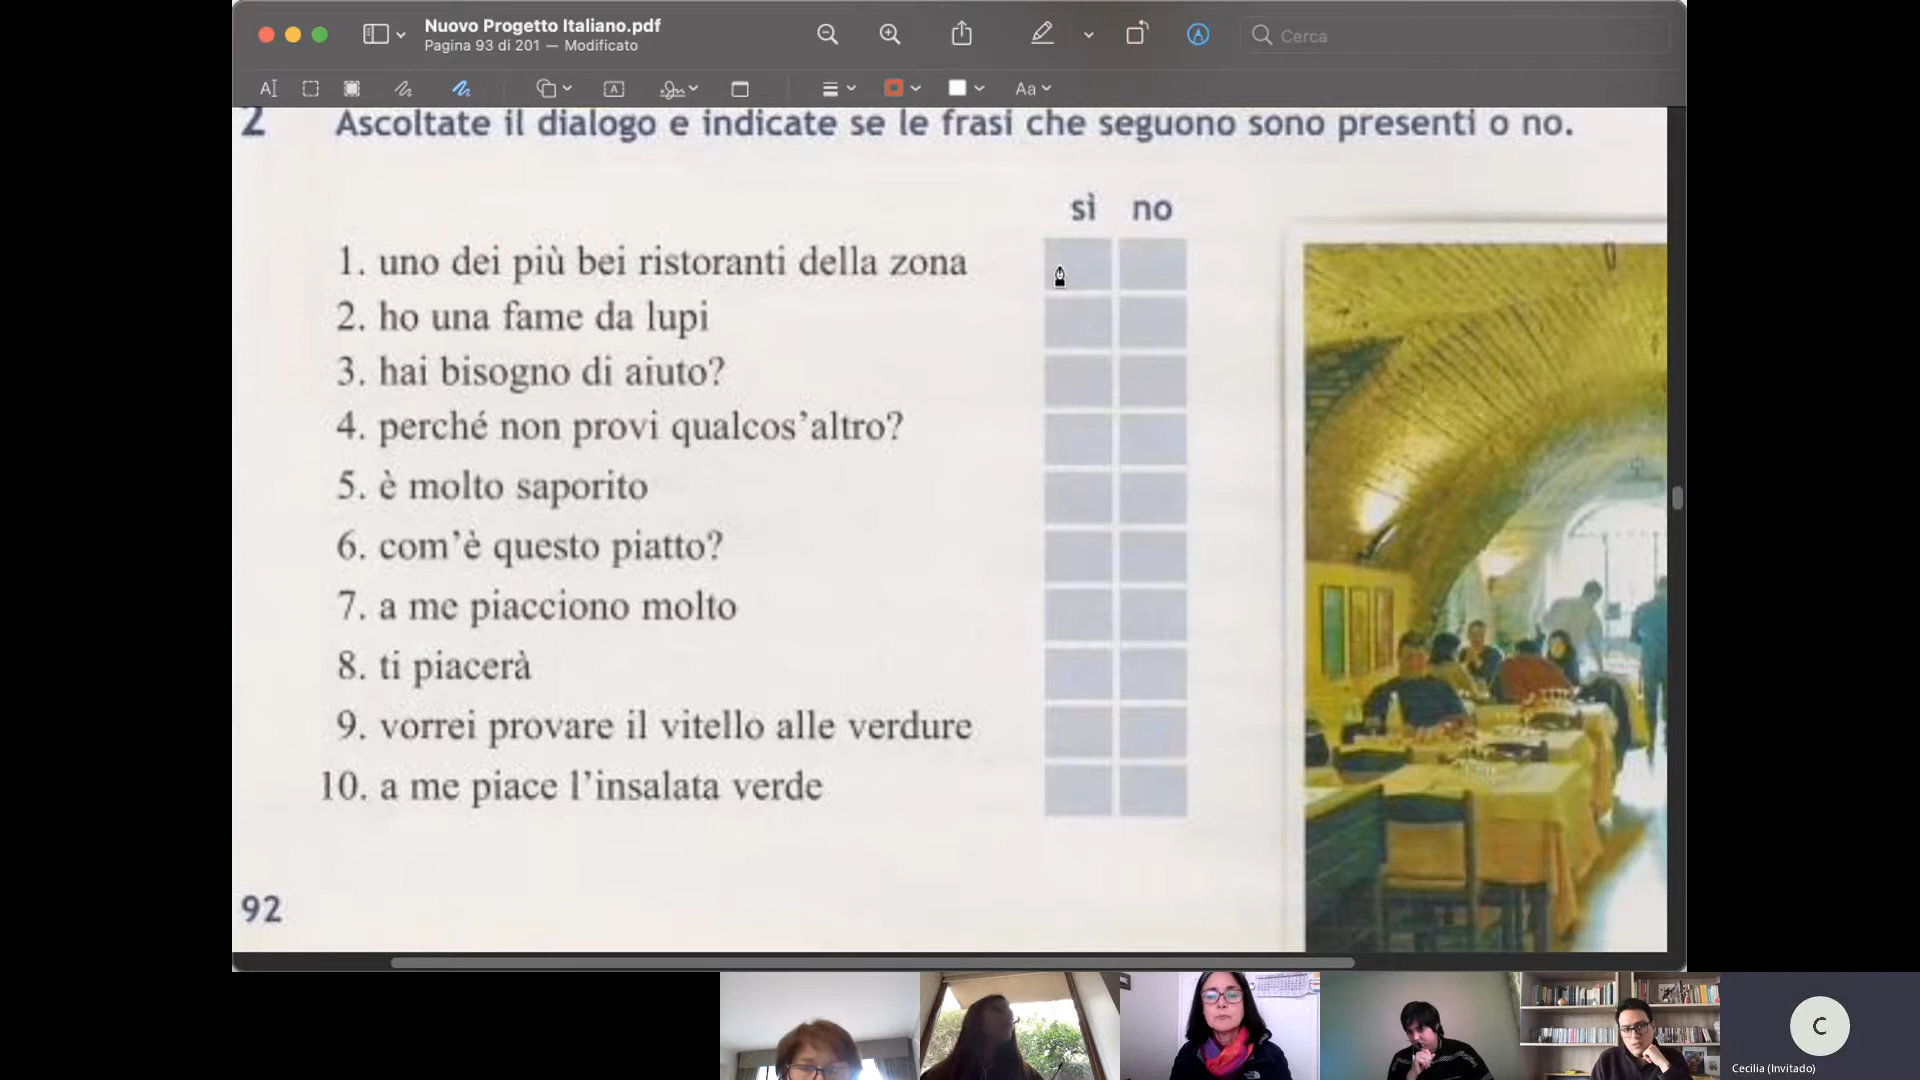 Nuovo Progetto Italiano.pdf
Pagina 93 di 201 — Modificato
Cerca
A
A
Aa
2 Ascoltate il dialogo e indicate se le frasi che seguono sono presenti o no.
sì no
1. uno dei più bei ristoranti della zona
2. ho una fame da lupi
3. hai bisogno di aiuto?
4. perché non provi qualcos’altro?
5. è molto saporito
6. com’è questo piatto?
7. a me piacciono molto
8. ti piacerà
9. vorrei provare il vitello alle verdure
10. a me piace l’insalata verde
92
C
Cecilia (Invitado)